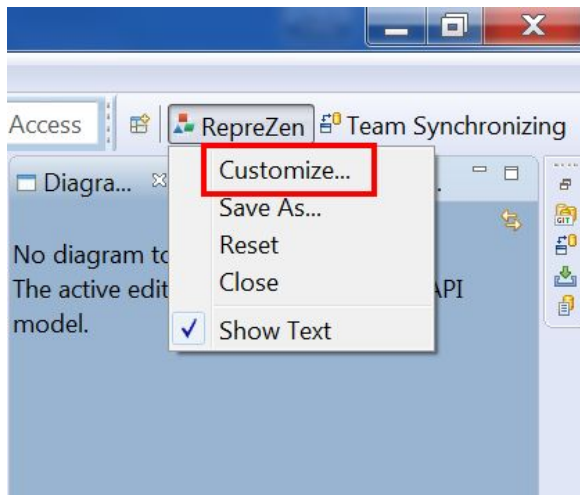 Access RepreZen Team Synchronizing
Diagra...
Customize...
Save As...
No diagram to
Reset
The active edit
Close
API
model.
Show Text
GIT